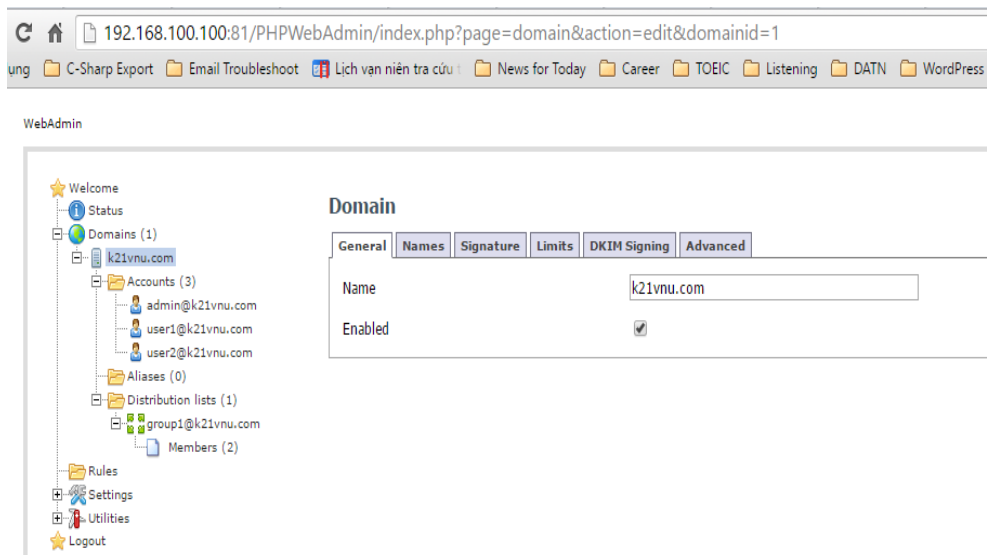 192.168.100.100:81/PHPWebAdmin/index.php?page=domain&action=edit&domainid=1
ụng C-Sharp Export Email Troubleshoot Lịch vạn niên tra cứu News for Today Career TOEIC Listening DATN WordPress
WebAdmin
Welcome
Status
Domains (1)
k21vnu.com
Accounts (3)
admin@k21vnu.com
user1@k21vnu.com
user2@k21vnu.com
Aliases (0)
Distribution lists (1)
group1@k21vnu.com
Members (2)
Rules
Settings
Utilities
Logout
Domain
General Names Signature Limits DKIM Signing Advanced
Name k21vnu.com
Enabled